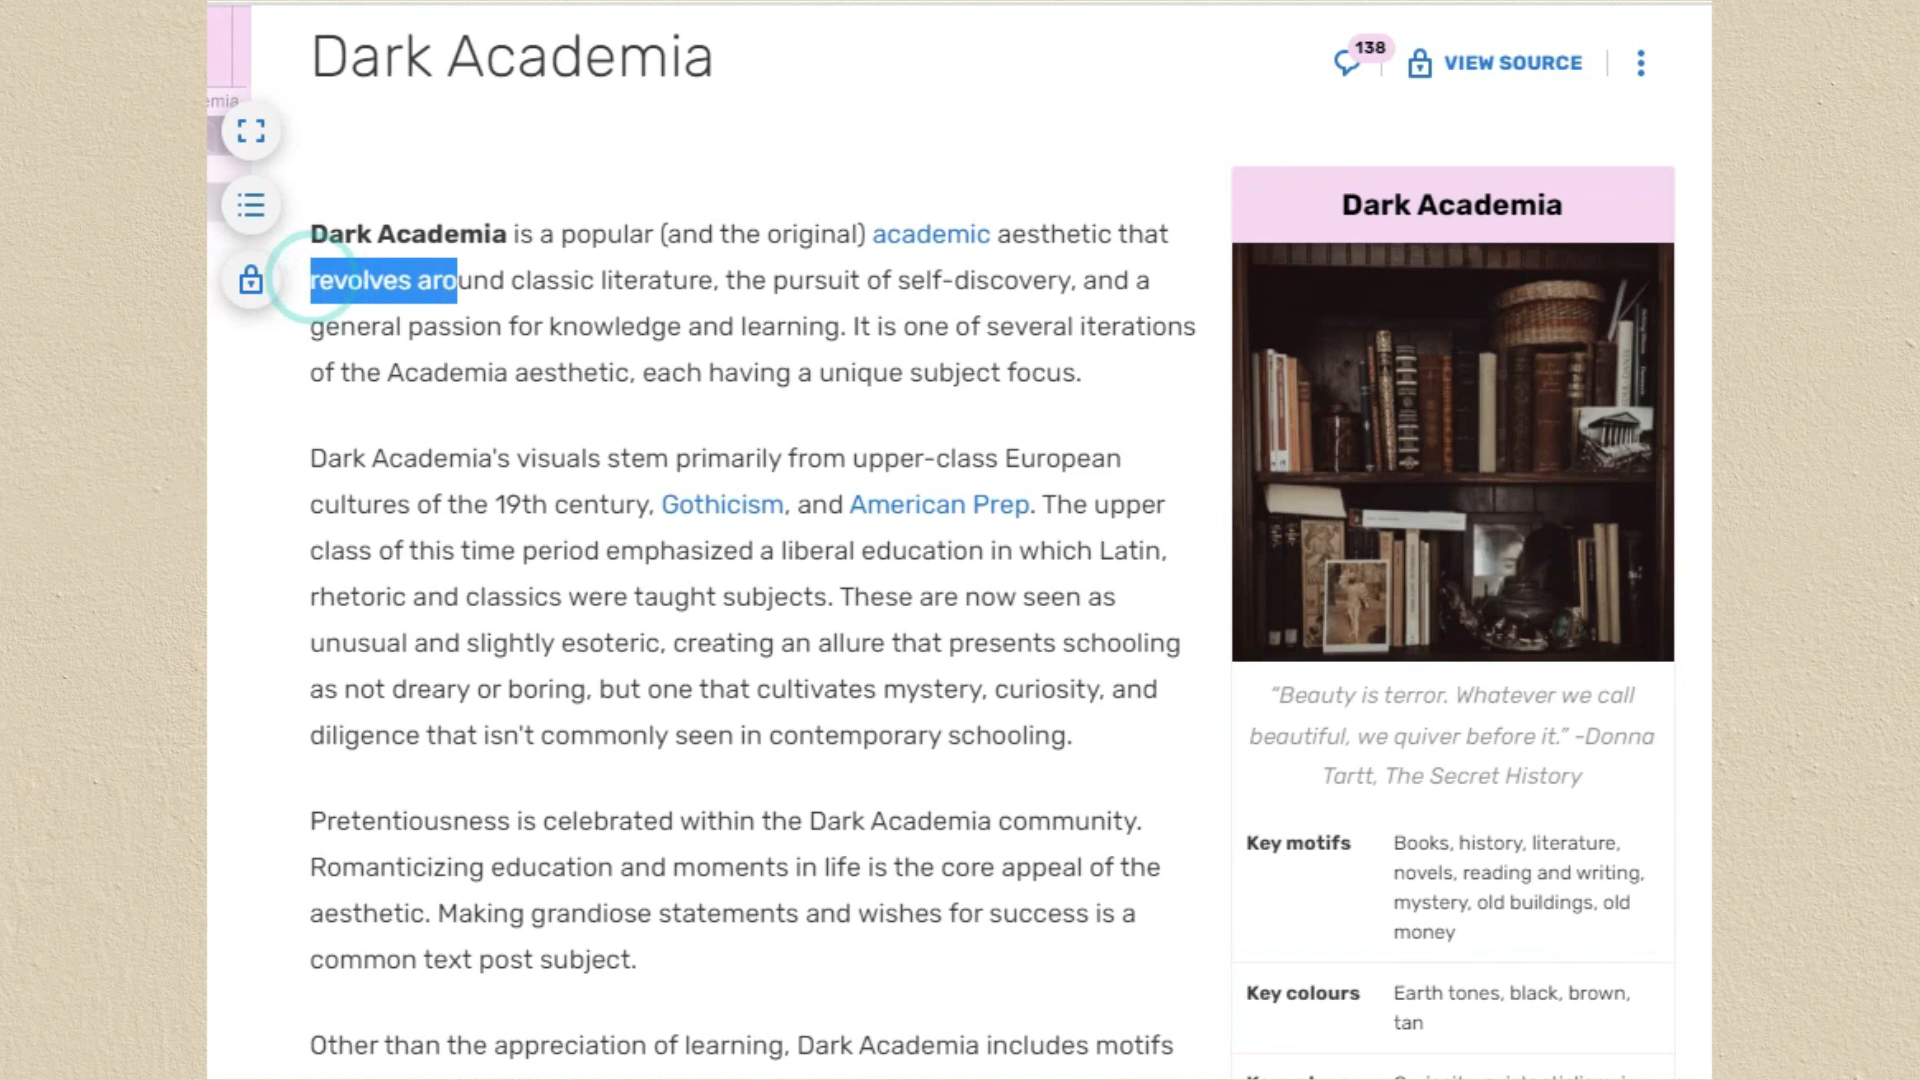 Dark Academia
138
VIEW SOURCE
emia
Dark Academia is a popular (and the original) academic aesthetic that
revolves around classic literature, the pursuit of self-discovery, and a
general passion for knowledge and learning. It is one of several iterations
of the Academia aesthetic, each having a unique subject focus.
Dark Academia's visuals stem primarily from upper-class European
cultures of the 19th century, Gothicism, and American Prep. The upper
class of this time period emphasized a liberal education in which Latin,
rhetoric and classics were taught subjects. These are now seen as
unusual and slightly esoteric, creating an allure that presents schooling
as not dreary or boring, but one that cultivates mystery, curiosity, and
diligence that isn't commonly seen in contemporary schooling.
Pretentiousness is celebrated within the Dark Academia community.
Romanticizing education and moments in life is the core appeal of the
aesthetic. Making grandiose statements and wishes for success is a
common text post subject.
Other than the appreciation of learning, Dark Academia includes motifs
Dark Academia
“Beauty is terror. Whatever we call
beautiful, we quiver before it.” -Donna
Tartt, The Secret History
Key motifs
Books, history, literature,
novels, reading and writing,
mystery, old buildings, old
money
Key colours
Earth tones, black, brown,
tan